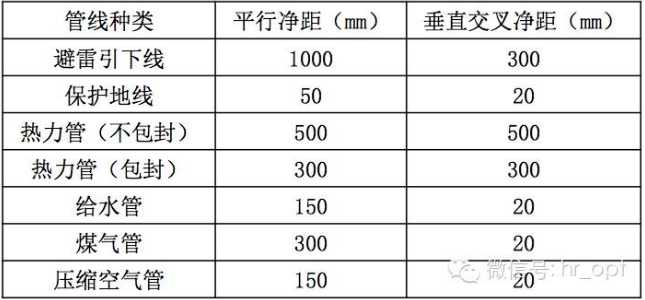 管线种类 平行净距（mm） 垂直交叉净距（mm）
避雷引下线 1000 300
保护地线 50 20
热力管（不包封） 500 500
热力管（包封） 300 300
给水管 150 20
煤气管 300 20
压缩空气管 150 20
微信号: hr_opf